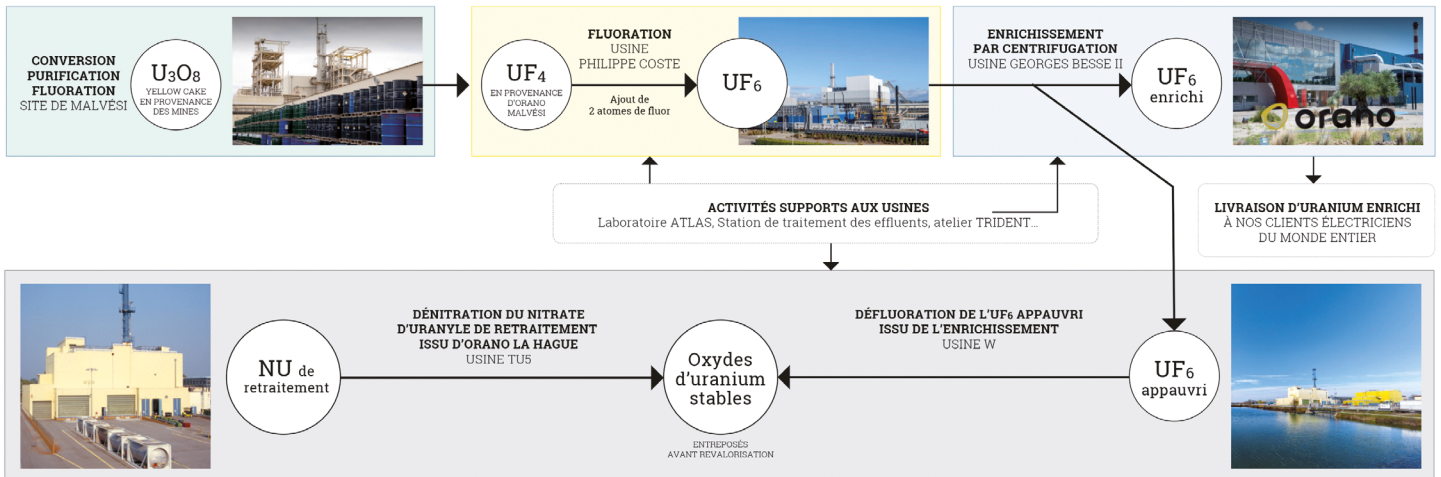 CONVERSION
PURIFICATION
FLUORATION
SITE DE MALVÉSI
U₃O₈
YELLOW CAKE
EN PROVENANCE
DES MINES
UF₄
EN PROVENANCE
D'ORANO
MALVÉSI
FLUORATION
USINE
PHILIPPE COSTE
Ajout de
2 atomes de fluor
UF₆
ENRICHISSEMENT
PAR CENTRIFUGATION
USINE GEORGES BESSE II
UF₆
enrichi
orano
ACTIVITÉS SUPPORTS AUX USINES
Laboratoire ATLAS, Station de traitement des effluents, atelier TRIDENT...
LIVRAISON D'URANIUM ENRICHI
À NOS CLIENTS ÉLECTRICIENS
DU MONDE ENTIER
NU de
retraitement
DÉNITRATION DU NITRATE
D'URANYLE DE RETRAITEMENT
ISSU D'ORANO LA HAGUE
USINE TU5
Oxydes
d'uranium
stables
ENTREPOSÉS
AVANT REVALORISATION
DÉFLUORATION DE L'UF₆ APPAUVRI
ISSU DE L'ENRICHISSEMENT
USINE W
UF₆
appauvri